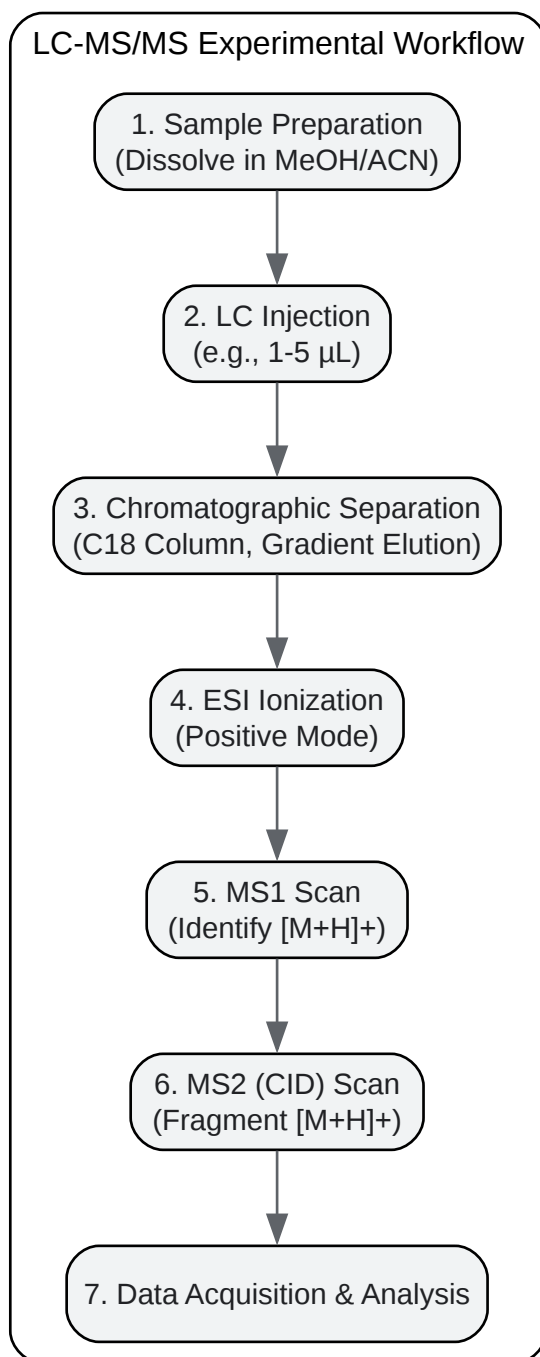 LC-MS/MS Experimental Workflow
1. Sample Preparation
(Dissolve in MeOH/ACN)
2. LC Injection
(e.g., 1-5 µL)
3. Chromatographic Separation
(C18 Column, Gradient Elution)
4. ESI Ionization
(Positive Mode)
5. MS1 Scan
(Identify [M+H]+)
6. MS2 (CID) Scan
(Fragment [M+H]+)
7. Data Acquisition & Analysis